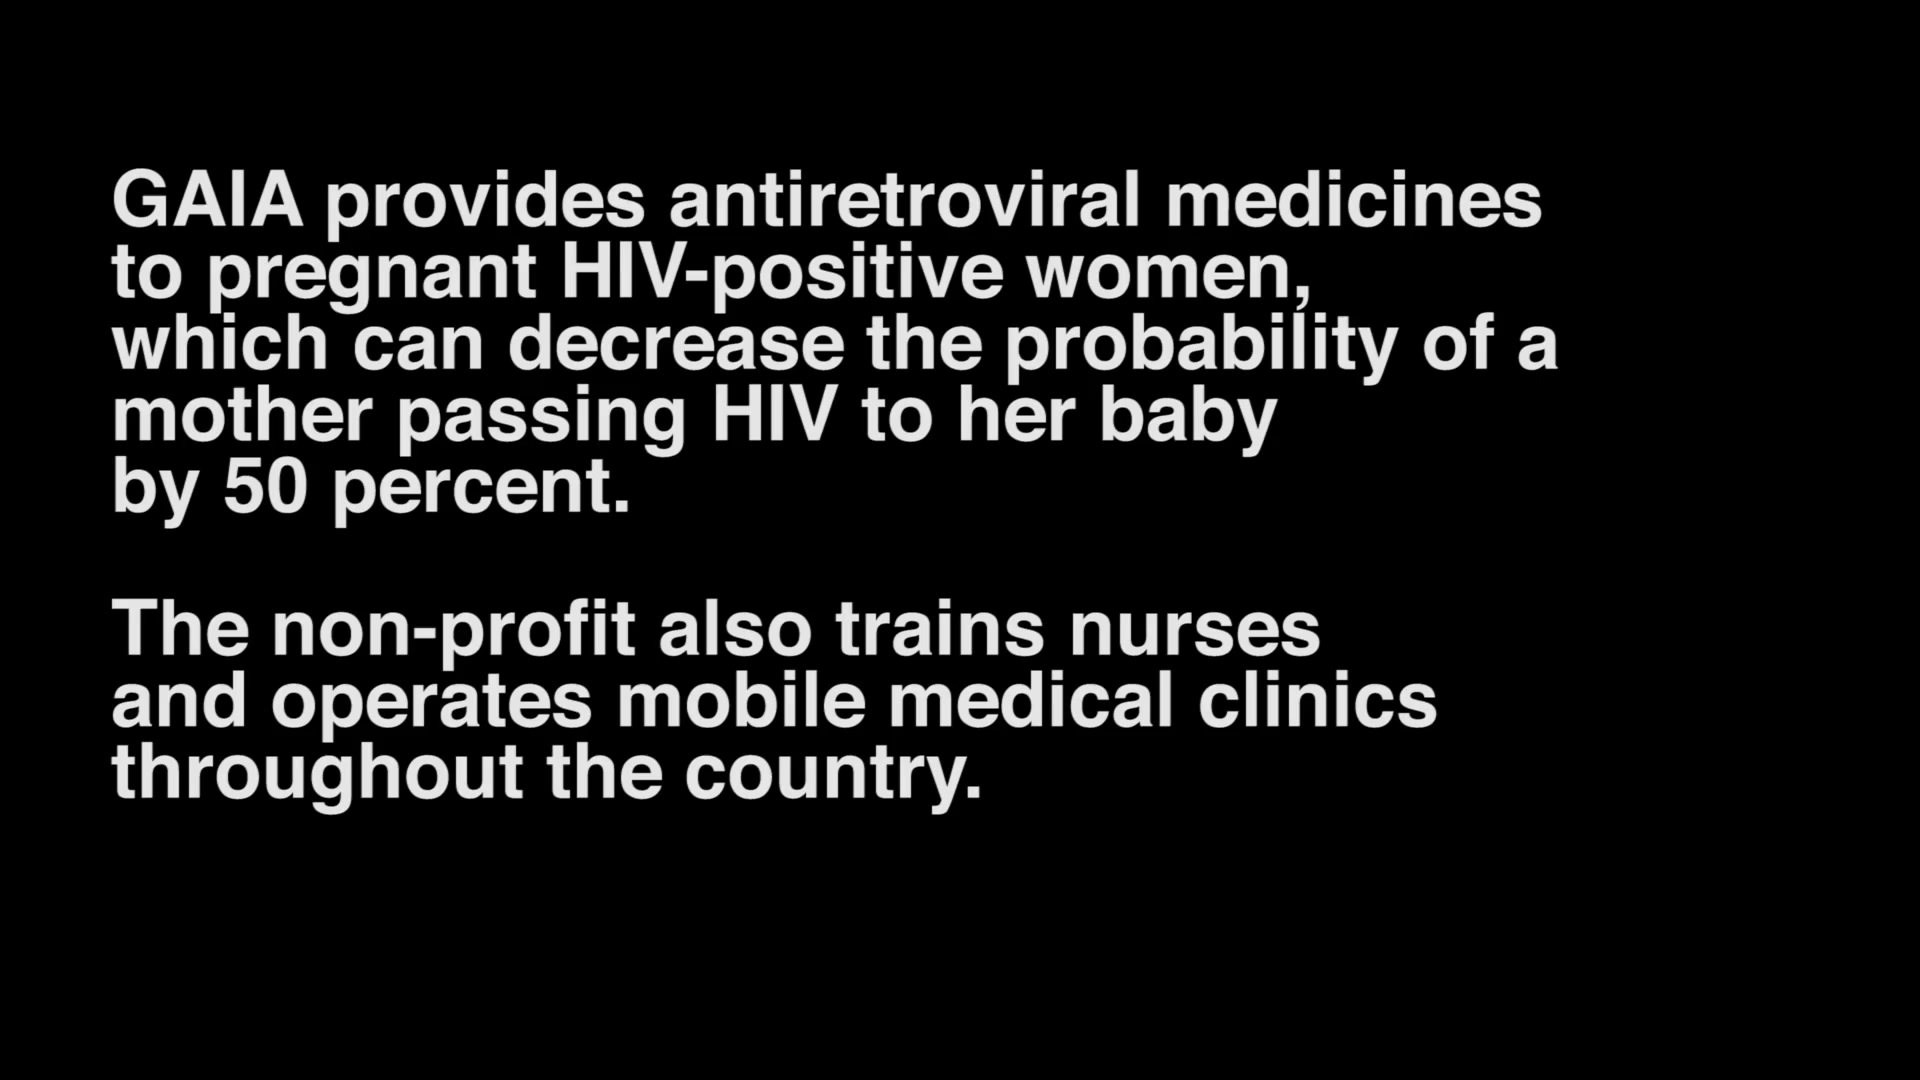 GAIA provides antiretroviral medicines
to pregnant HIV-positive women,
which can decrease the probability of a
mother passing HIV to her baby
by 50 percent.
The non-profit also trains nurses
and operates mobile medical clinics
throughout the country.